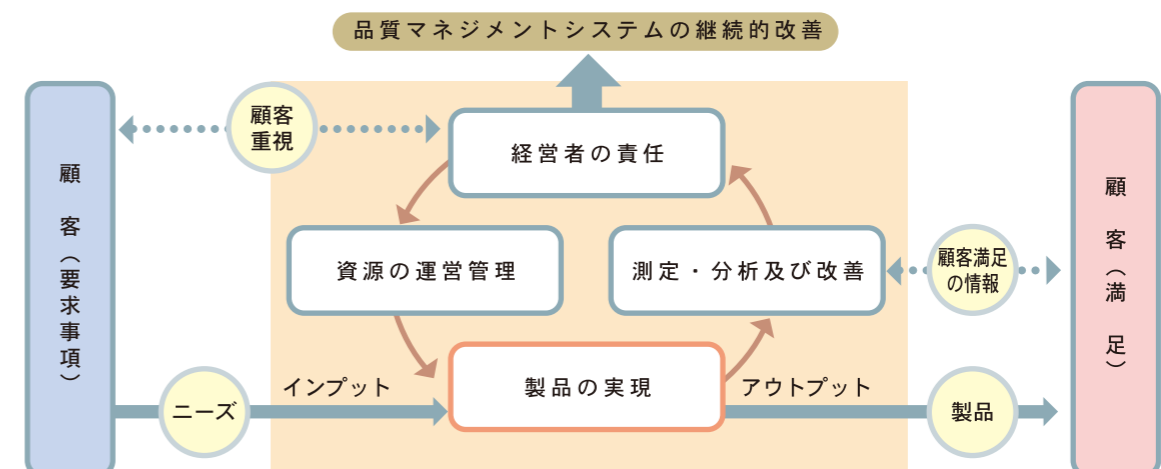 品質マネジメントシステムの継続的改善
顧客
重視
経営者の責任
顧客（要求事項）
顧客（満足）
資源の運営管理
測定・分析及び改善
顧客満足
の情報
インプット
製品の実現
アウトプット
ニーズ
製品